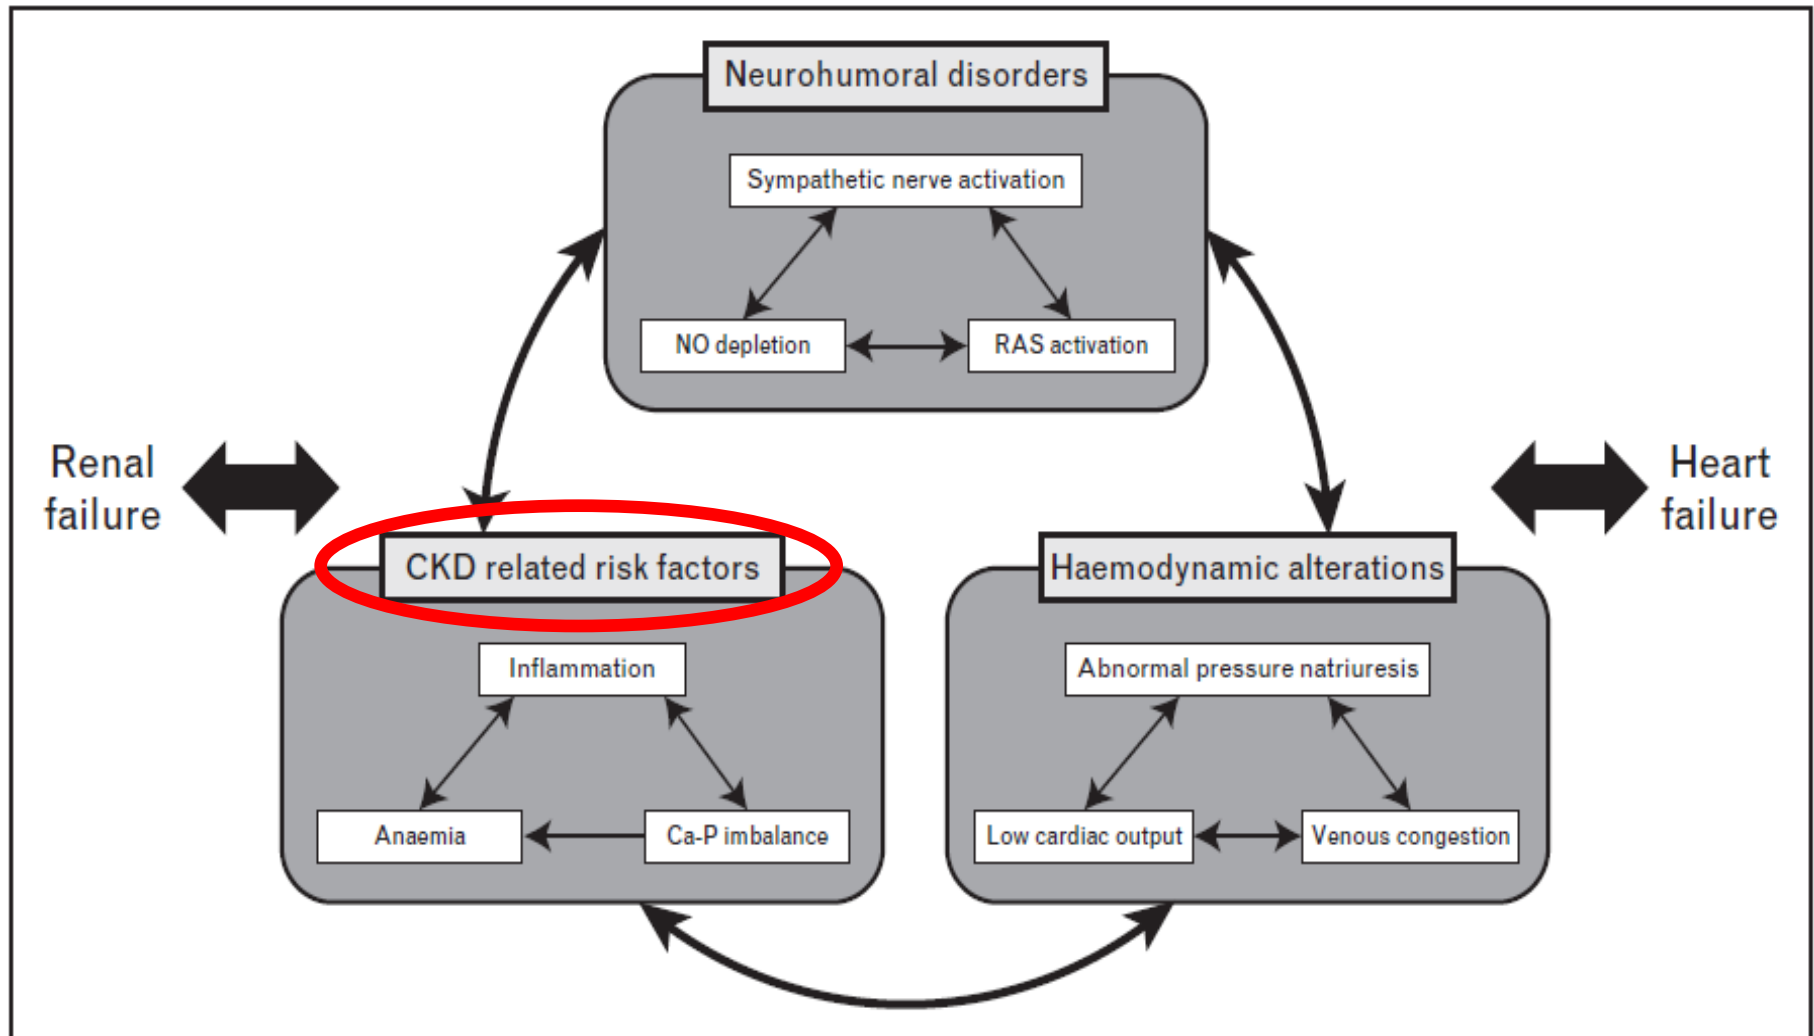 Neurohumoral disorders
Sympathetic nerve activation
NO depletion
RAS activation
Renal
failure
Heart
failure
CKD related risk factors
Inflammation
Anaemia
Ca-P imbalance
Haemodynamic alterations
Abnormal pressure natriuresis
Low cardiac output
Venous congestion